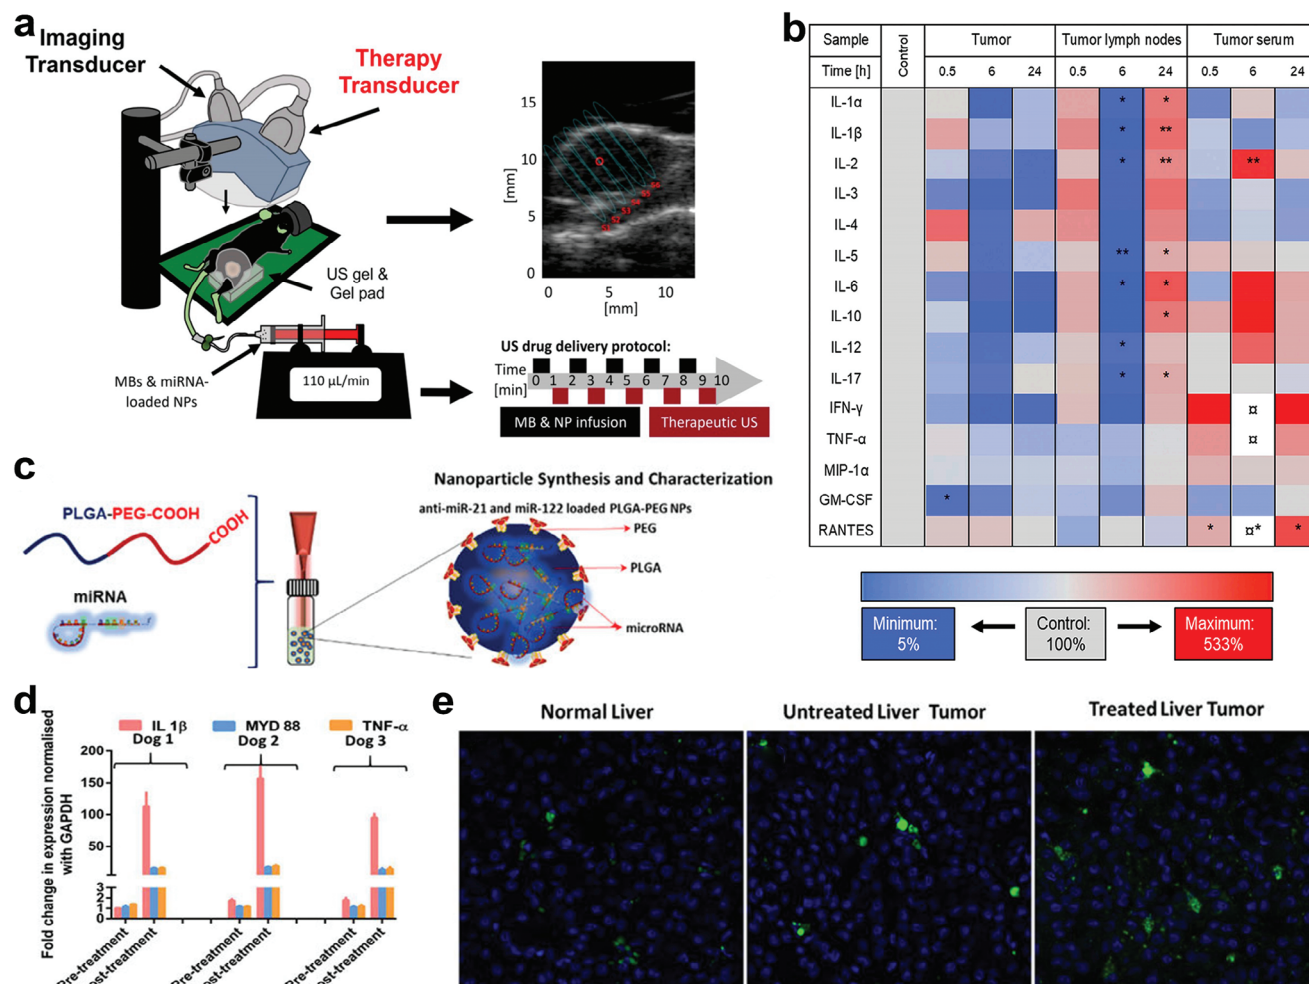 a
Imaging
Transducer
Therapy
Transducer
US gel &
Gel pad
MBs & miRNA-
loaded NPs
110 µL/min
15
10
5
0
[mm]
0 5 10
[mm]
S6
S5
S4
S3
S2
S1
US drug delivery protocol:
Time
[min]
0 1 2 3 4 5 6 7 8 9 10
MB & NP infusion
Therapeutic US
b
Sample Control Tumor Tumor lymph nodes Tumor serum
Time [h] 0.5 6 24 0.5 6 24 0.5 6 24
IL-1α * *
IL-1β * **
IL-2 * ** **
IL-3
IL-4
IL-5 ** *
IL-6 * *
IL-10 *
IL-12 *
IL-17 * *
IFN-γ ¤
TNF-α ¤
MIP-1α
GM-CSF *
RANTES * ¤* *
Minimum:
5%
Control:
100%
Maximum:
533%
c
PLGA-PEG-COOH
COOH
miRNA
Nanoparticle Synthesis and Characterization
anti-miR-21 and miR-122 loaded PLGA-PEG NPs
PEG
PLGA
microRNA
d
IL 1β MYD 88 TNF-α
Dog 1 Dog 2 Dog 3
Fold change in expression normalised
with GAPDH
200
150
100
50
3
2
1
0
Pre-treatment
Pre-treatment
Pre-treatment
e
Normal Liver
Untreated Liver Tumor
Treated Liver Tumor